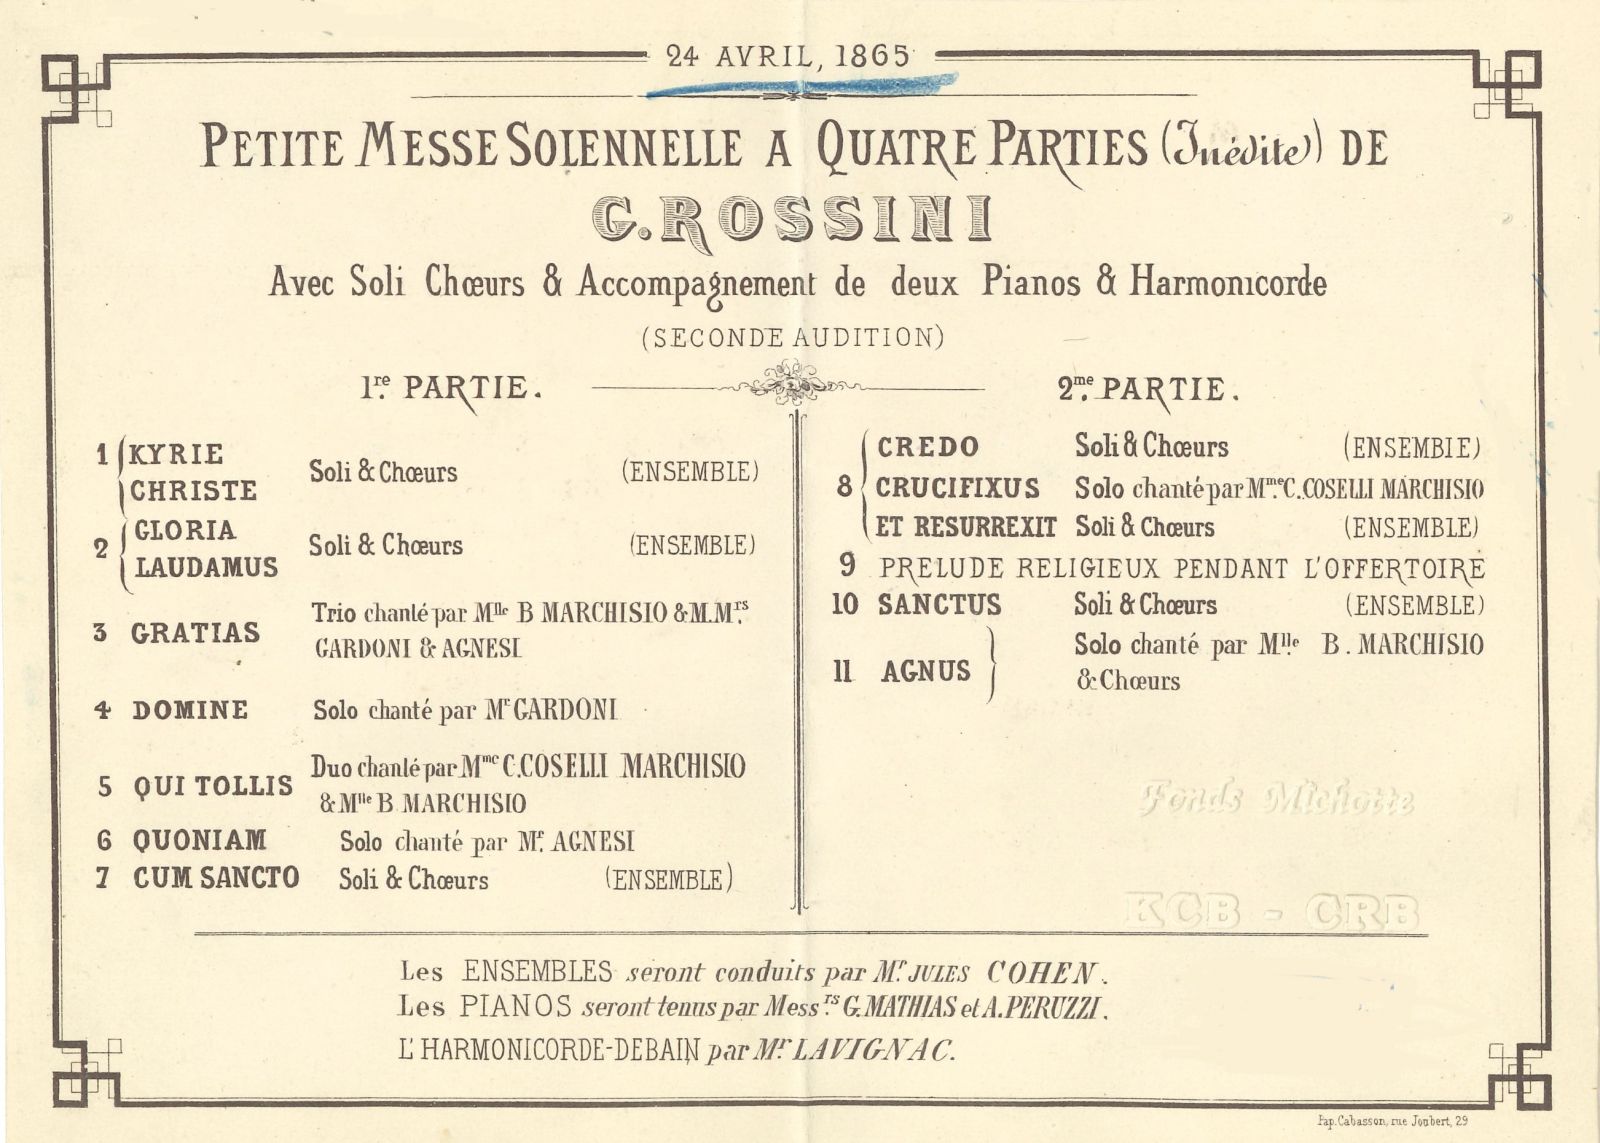 24 AVRIL, 1865
PETITE MESSE SOLENNELLE A QUATRE PARTIES (Inédite) DE
G. ROSSINI
Avec Soli Chœurs & Accompagnement de deux Pianos & Harmonicorde
(SECONDE AUDITION)
1re. PARTIE.
1 KYRIE
CHRISTE
Soli & Chœurs (ENSEMBLE)
2 GLORIA
LAUDAMUS
Soli & Chœurs (ENSEMBLE)
3 GRATIAS
Trio chanté par Mlle B MARCHISIO & M.Mrs.
GARDONI & AGNESI
4 DOMINE Solo chanté par Mr GARDONI
5 QUI TOLLIS
Duo chanté par Mme C. COSELLI MARCHISIO
& Mlle B MARCHISIO
6 QUONIAM Solo chanté par Mr. AGNESI
7 CUM SANCTO Soli & Chœurs (ENSEMBLE)
2me. PARTIE.
8
CREDO Soli & Chœurs (ENSEMBIE)
CRUCIFIXUS Solo chanté par Mme C. COSELLI MARCHISIO
ET RESURREXIT Soli & Chœurs (ENSEMBLE)
9 PRELUDE RELIGIEUX PENDANT L'OFFERTOIRE
10 SANCTUS Soli & Chœurs (ENSEMBLE)
11 AGNUS
Solo chanté par Mlle. B. MARCHISIO
& Chœurs
Fonds Michotte
KCB - CRB
Les ENSEMBLES seront conduits par Mr JULES COHEN.
Les PIANOS seront tenus par Messrs. G. MATHIAS et A. PERUZZI.
L'HARMONICORDE-DEBAIN par Mr. LAVIGNAC.
Pap. Cabasson, rue Joubert, 29